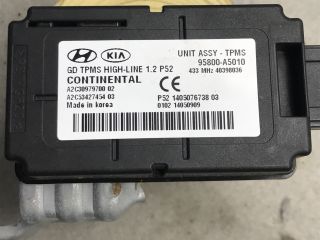 HYUNDAI KIA
UNIT ASSY - TPMS
GD TPMS HIGH-LINE 1.2 P52
95800-A5010
CONTINENTAL
433 MHz 40398036
A2C30979700 02
A2C53427454 03
P52 1405076738 03
Made in korea
0102 14050909